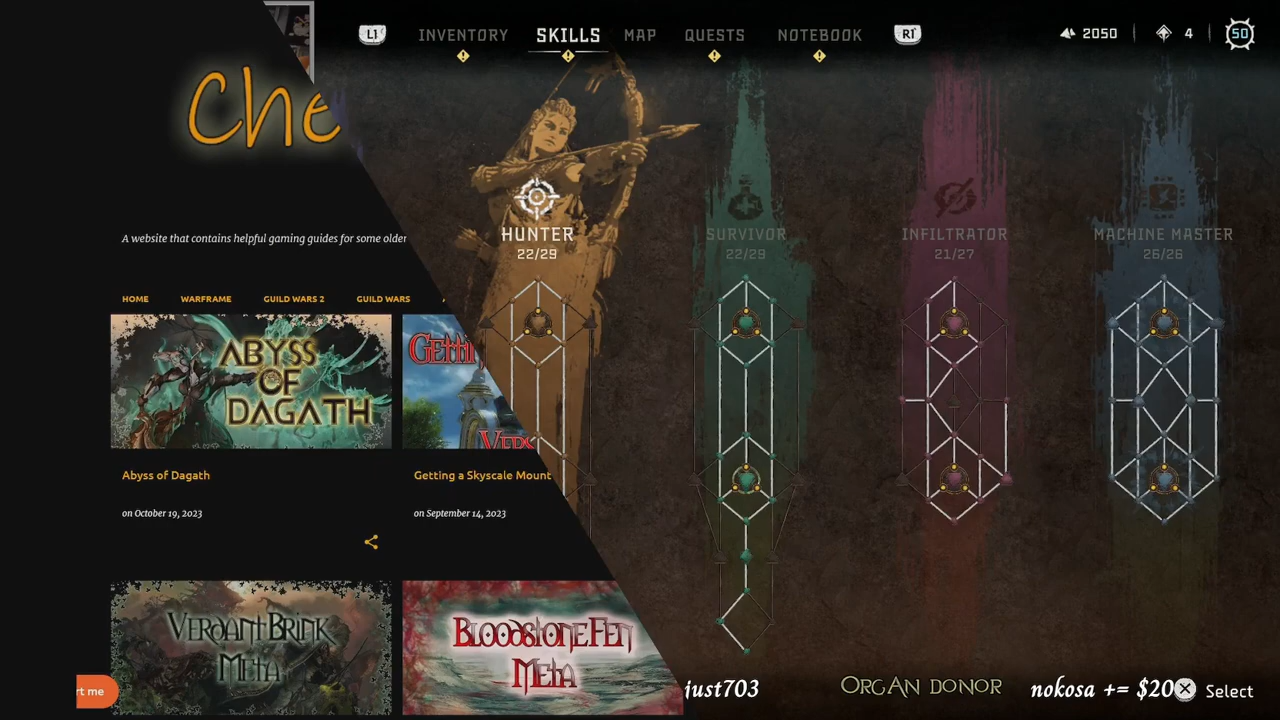 L1
INVENTORY
SKILLS
MAP
QUESTS
NOTEBOOK
R1
2050
4
50
Che
A website that contains helpful gaming guides for some older
HOME
WARFRAME
GUILD WARS 2
GUILD WARS
ABYSS
OF
DAGATH
Abyss of Dagath
on October 19, 2023
Getting a Skyscale Mount
on September 14, 2023
VERDANT BRINK
META
BLOODSTONE FEN
META
rt me
HUNTER
22/29
SURVIVOR
22/29
INFILTRATOR
21/27
MACHINE MASTER
26/26
just703
ORGAN DONOR
nokosa += $20
Select